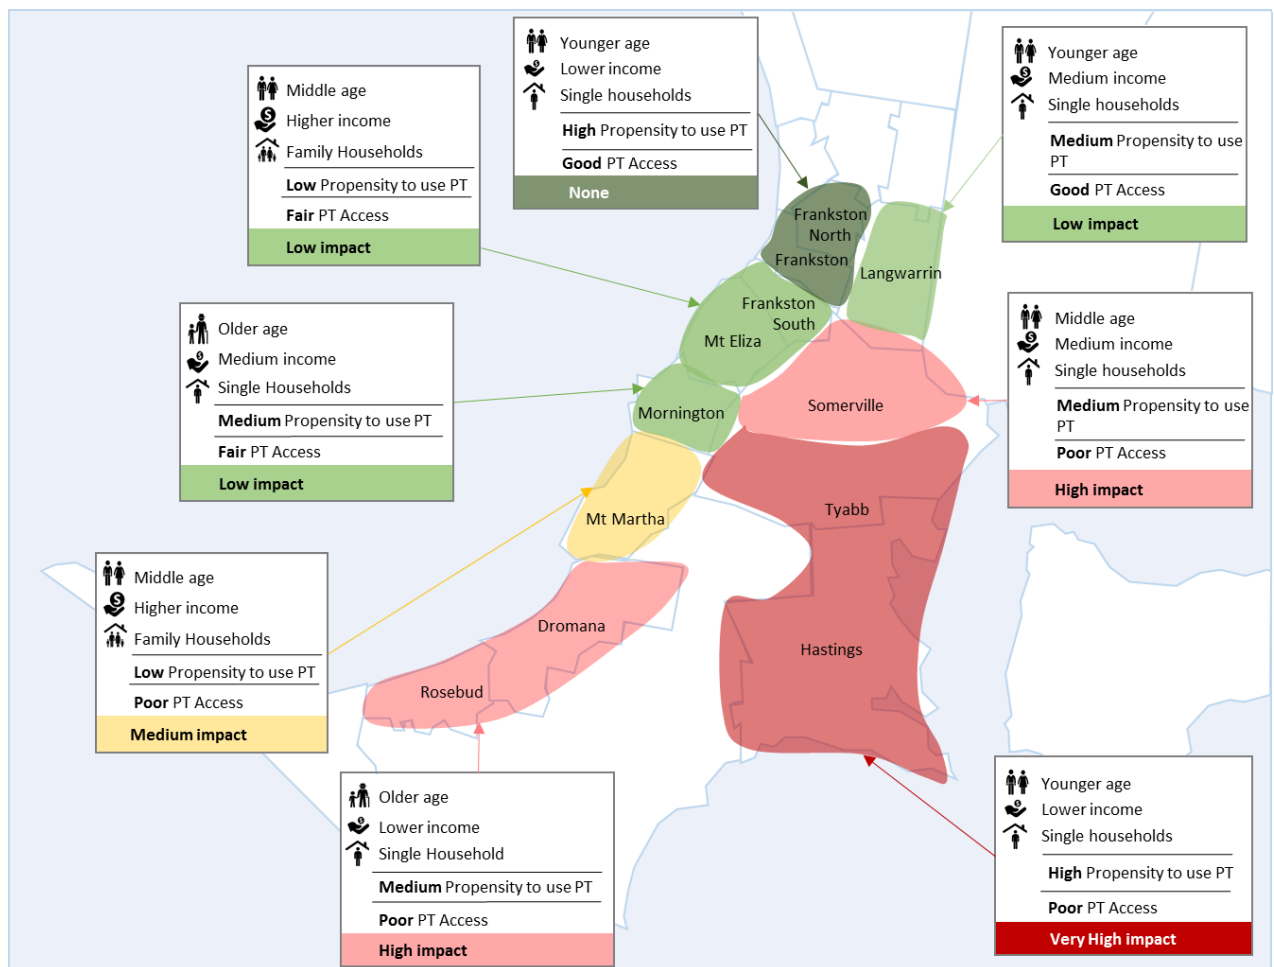 Younger age
Lower income
Single households
High Propensity to use PT
Good PT Access
None
Younger age
Medium income
Single households
Medium Propensity to use
PT
Good PT Access
Low impact
Middle age
Higher income
Family Households
Low Propensity to use PT
Fair PT Access
Low impact
Older age
Medium income
Single Households
Medium Propensity to use PT
Fair PT Access
Low impact
Middle age
Medium income
Single households
Medium Propensity to use
PT
Poor PT Access
High impact
Middle age
Higher income
Family Households
Low Propensity to use PT
Poor PT Access
Medium impact
Older age
Lower income
Single Household
Medium Propensity to use PT
Poor PT Access
High impact
Younger age
Lower income
Single households
High Propensity to use PT
Poor PT Access
Very High impact
Frankston
North
Frankston
Langwarrin
Frankston
South
Mt Eliza
Mornington
Somerville
Mt Martha
Tyabb
Dromana
Hastings
Rosebud